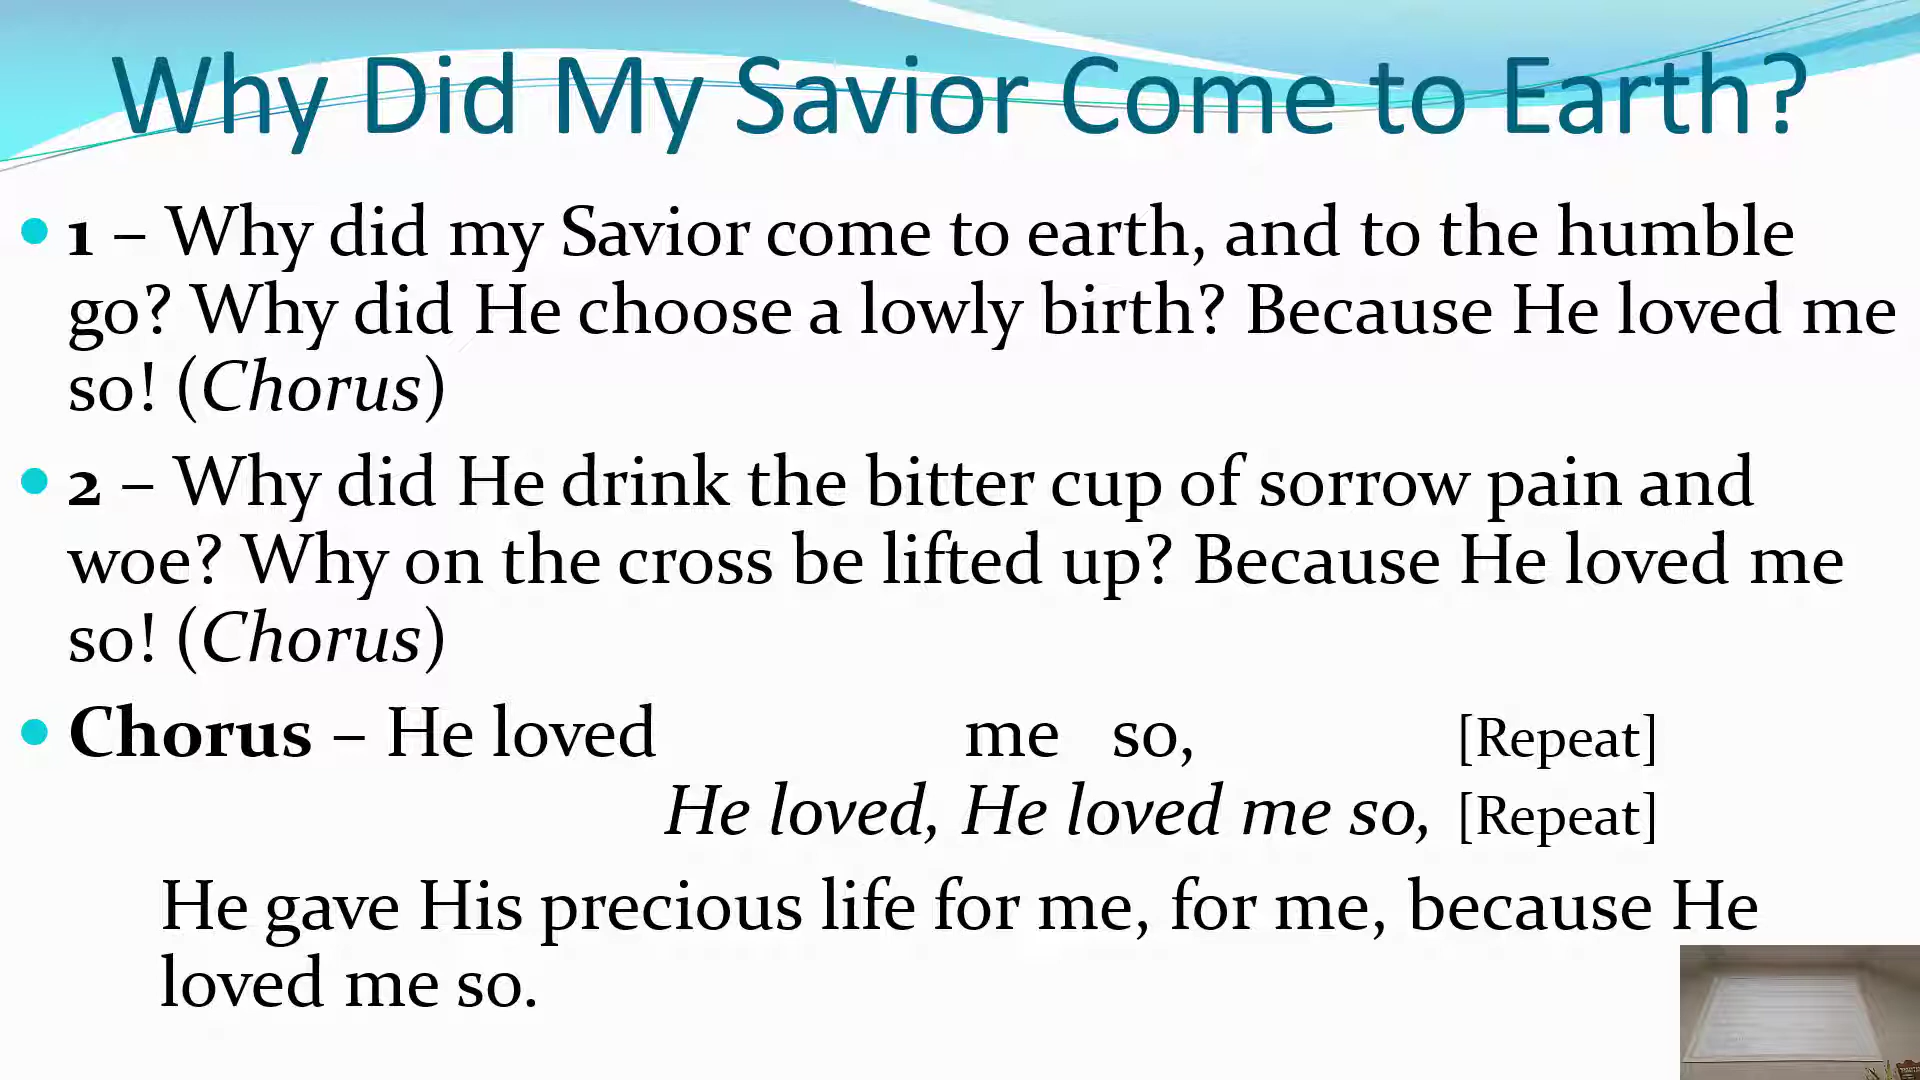 Why Did My Savior Come to Earth?
• 1 – Why did my Savior come to earth, and to the humble
go? Why did He choose a lowly birth? Because He loved me
so! (Chorus)
• 2 – Why did He drink the bitter cup of sorrow pain and
woe? Why on the cross be lifted up? Because He loved me
so! (Chorus)
• Chorus – He loved me so, [Repeat]
He loved, He loved me so, [Repeat]
He gave His precious life for me, for me, because He
loved me so.